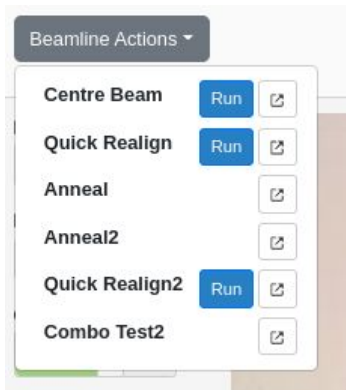 Beamline Actions
Centre Beam Run
Quick Realign Run
Anneal
Anneal2
Quick Realign2 Run
Combo Test2